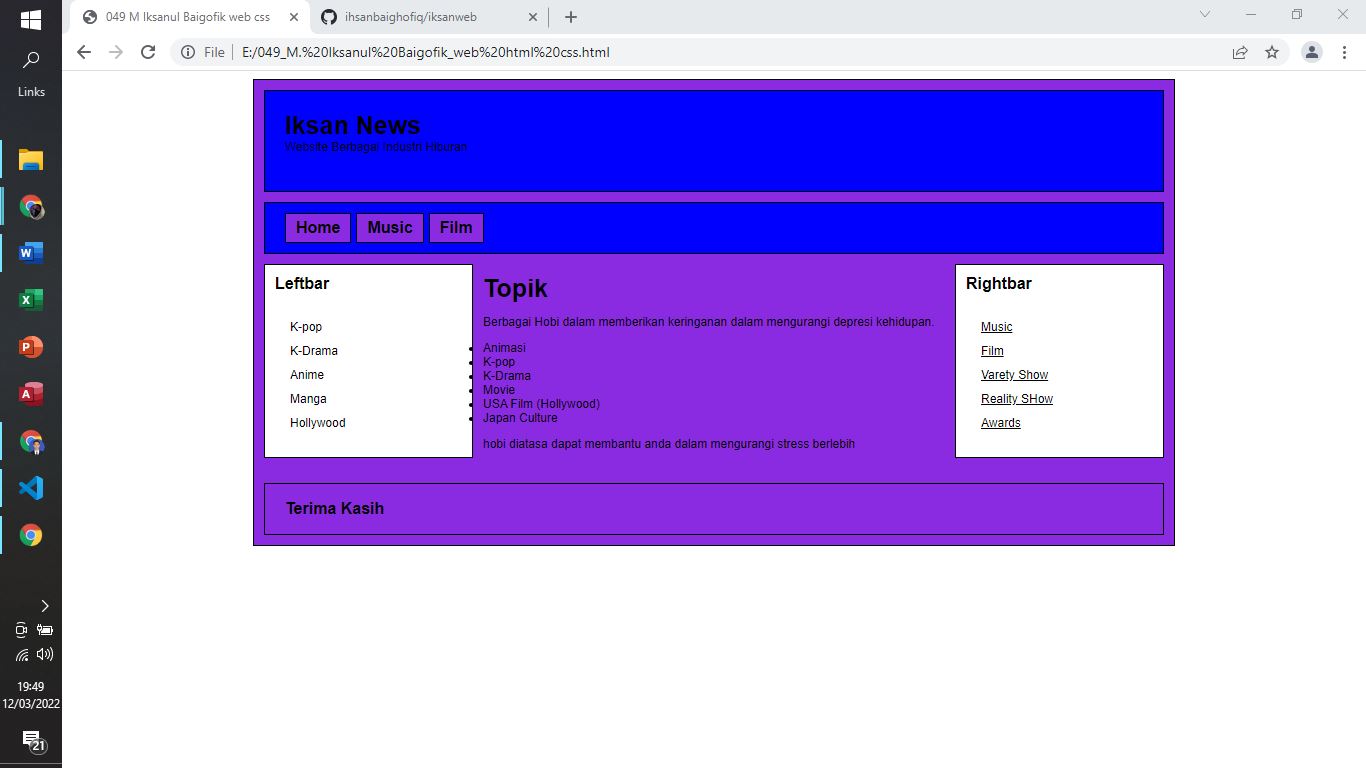 049 M Iksanul Baigofik web css
ihsanbaighofiq/iksanweb
File
E:/049_M.%20Iksanul%20Baigofik_web%20html%20css.html
Links
Iksan News
Website Berbagai Industri Hiburan
Home Music Film
Leftbar
K-pop
K-Drama
Anime
Manga
Hollywood
Topik
Berbagai Hobi dalam memberikan keringanan dalam mengurangi depresi kehidupan.
Animasi
K-pop
K-Drama
Movie
USA Film (Hollywood)
Japan Culture
hobi diatasa dapat membantu anda dalam mengurangi stress berlebih
Rightbar
Music
Film
Varety Show
Reality SHow
Awards
Terima Kasih
19:49
12/03/2022
21